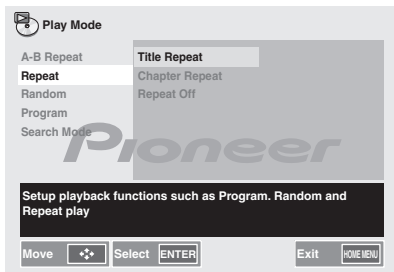 Play Mode
A-B Repeat
Title Repeat
Repeat
Chapter Repeat
Random
Repeat Off
Program
Search Mode
Pioneer
Setup playback functions such as Program. Random and
Repeat play
Move Select ENTER Exit HOME MENU